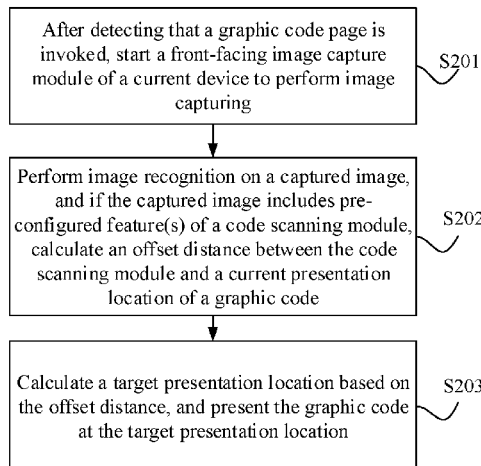 After detecting that a graphic code page is
invoked, start a front-facing image capture
module of a current device to perform image
capturing
S201
Perform image recognition on a captured image,
and if the captured image includes pre-
configured feature(s) of a code scanning module,
calculate an offset distance between the code
scanning module and a current presentation
location of a graphic code
S202
Calculate a target presentation location based on
the offset distance, and present the graphic code
at the target presentation location
S203